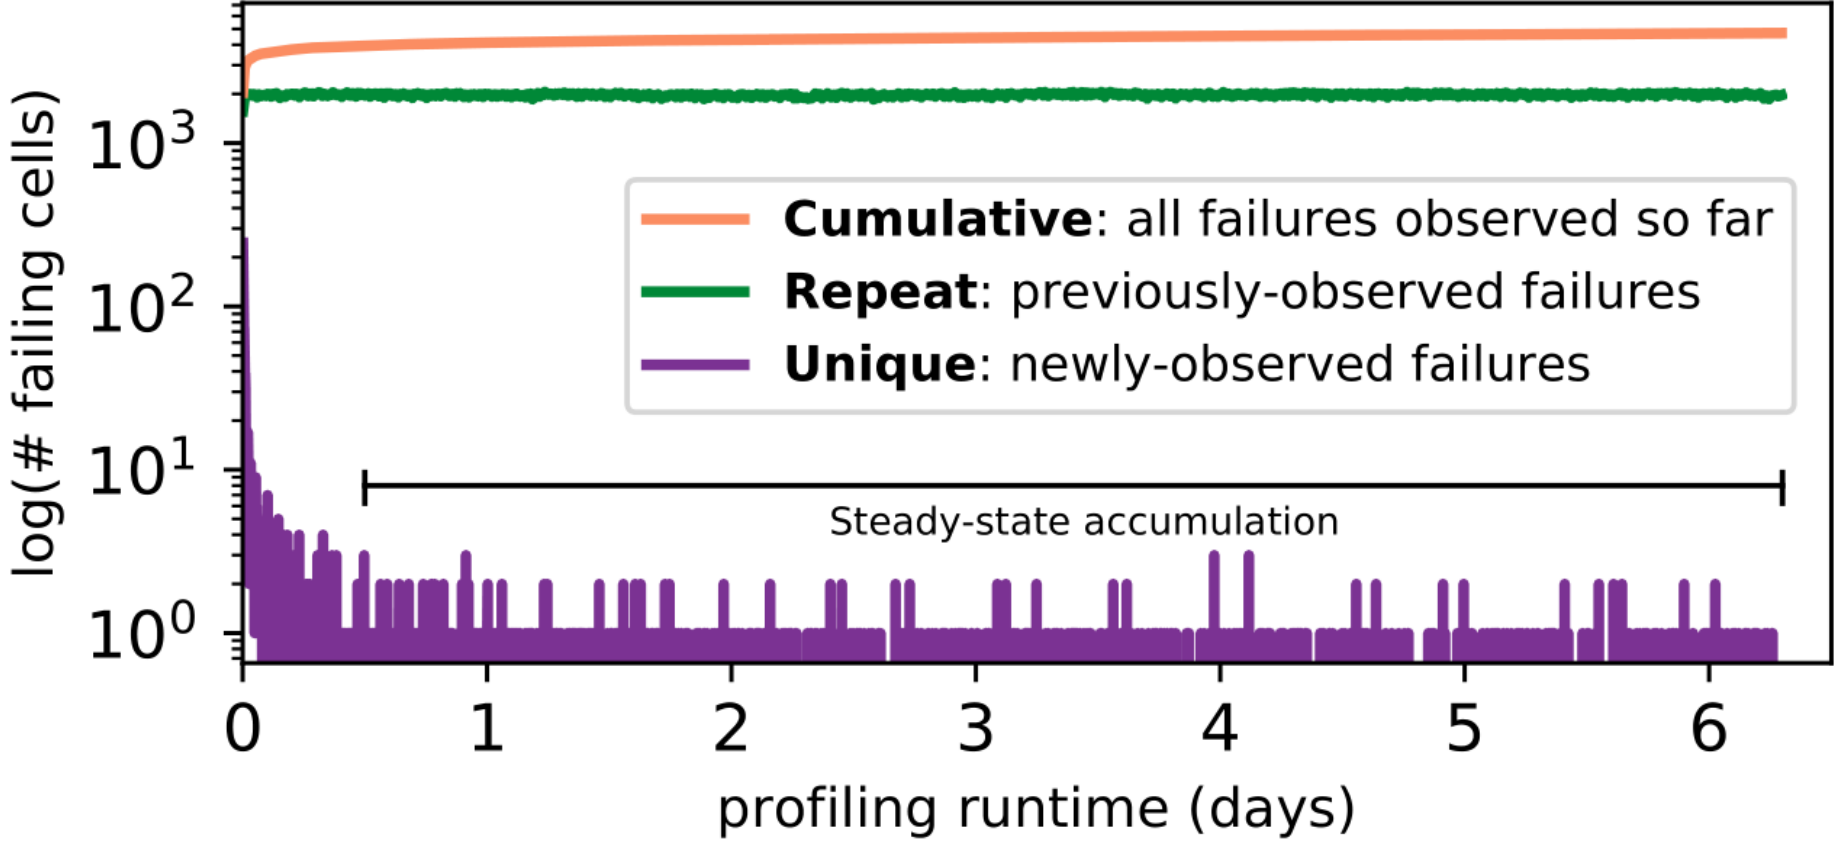 log(# failing cells)
10³
10²
10¹
10⁰
Cumulative: all failures observed so far
Repeat: previously-observed failures
Unique: newly-observed failures
Steady-state accumulation
0 1 2 3 4 5 6
profiling runtime (days)